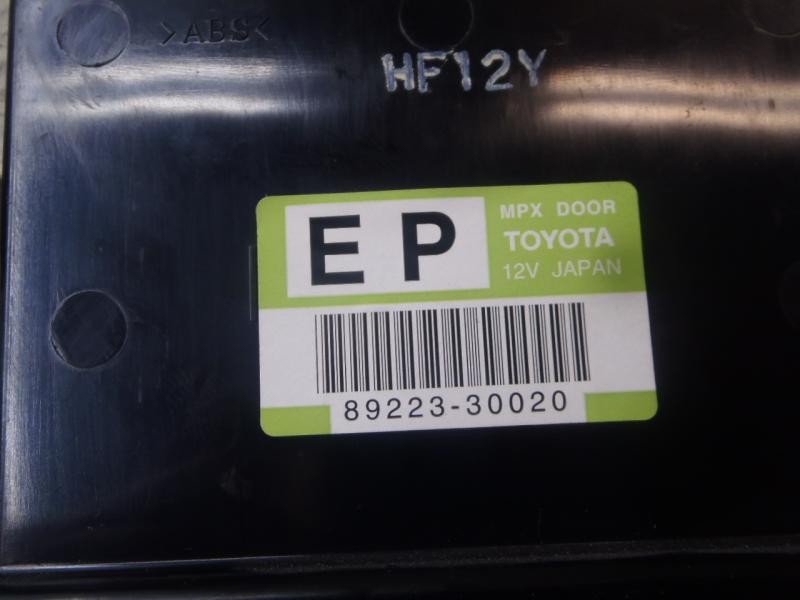 >ABS<
HF12Y
EP
MPX DOOR
TOYOTA
12V JAPAN
89223-30020